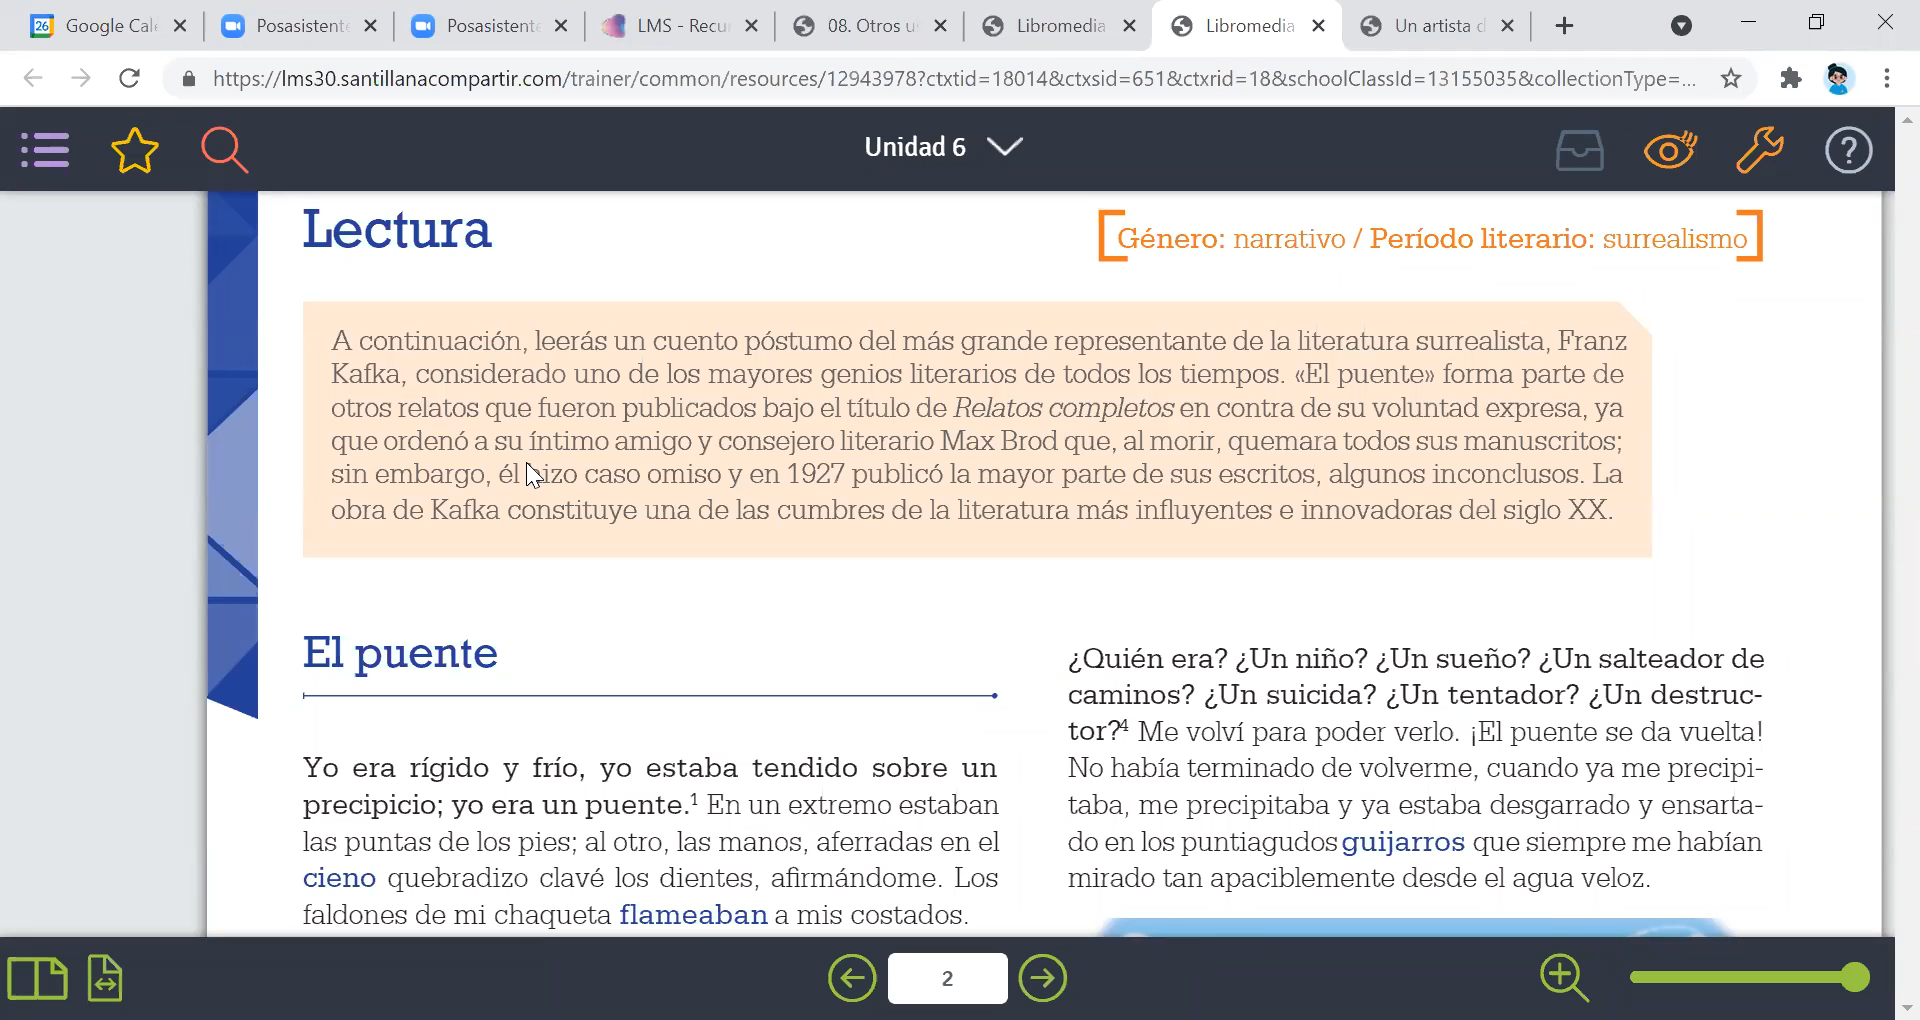 26 Google Cal
Posasistente
Posasistente
LMS - Recu
08. Otros u
Libromedia
Libromedia
Un artista d
https://lms30.santillanacompartir.com/trainer/common/resources/12943978?ctxtid=18014&ctxsid=651&ctxrid=18&schoolClassId=13155035&collectionType=...
Unidad 6
?
Lectura
[Género: narrativo / Período literario: surrealismo]
A continuación, leerás un cuento póstumo del más grande representante de la literatura surrealista, Franz
Kafka, considerado uno de los mayores genios literarios de todos los tiempos. «El puente» forma parte de
otros relatos que fueron publicados bajo el título de Relatos completos en contra de su voluntad expresa, ya
que ordenó a su íntimo amigo y consejero literario Max Brod que, al morir, quemara todos sus manuscritos;
sin embargo, él hizo caso omiso y en 1927 publicó la mayor parte de sus escritos, algunos inconclusos. La
obra de Kafka constituye una de las cumbres de la literatura más influyentes e innovadoras del siglo XX.
El puente
Yo era rígido y frío, yo estaba tendido sobre un
precipicio; yo era un puente.¹ En un extremo estaban
las puntas de los pies; al otro, las manos, aferradas en el
cieno quebradizo clavé los dientes, afirmándome. Los
faldones de mi chaqueta flameaban a mis costados.
¿Quién era? ¿Un niño? ¿Un sueño? ¿Un salteador de
caminos? ¿Un suicida? ¿Un tentador? ¿Un destruc-
tor?⁴ Me volví para poder verlo. ¡El puente se da vuelta!
No había terminado de volverme, cuando ya me precipi-
taba, me precipitaba y ya estaba desgarrado y ensarta-
do en los puntiagudos guijarros que siempre me habían
mirado tan apaciblemente desde el agua veloz.
2